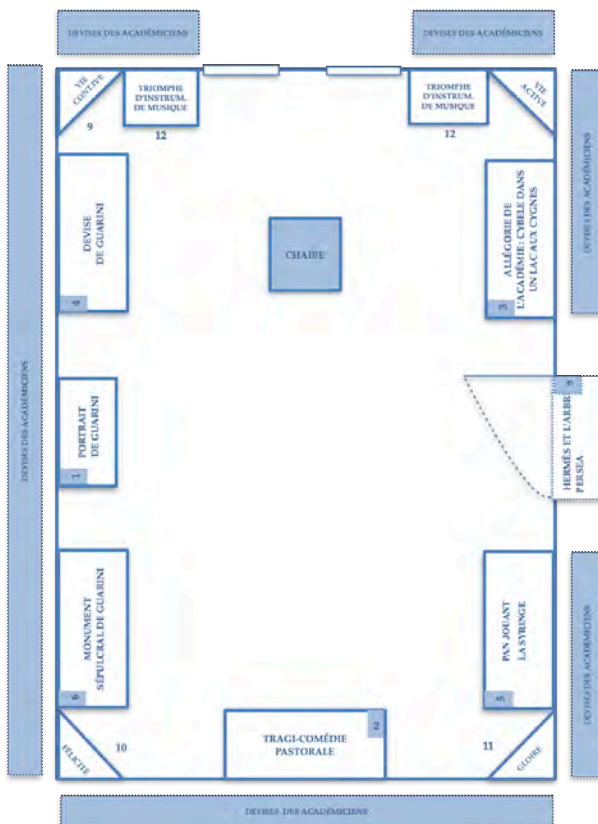 DEVISES DES ACADÉMICIENS
DEVISES DES ACADÉMICIENS
VIE
CONTIVE
9
TRIOMPHE
D'INSTRUM.
DE MUSIQUE
12
TRIOMPHE
D'INSTRUM.
DE MUSIQUE
12
VIE
ACTIVE
DEVISE
DE GUARINI
4
CHAIRE
ALLÉGORIE DE
L'ACADÉMIE: CYBELE DANS
UN LAC AUX CYGNES
3
DEVISES DES ACADÉMICIENS
DEVISES DES ACADÉMICIENS
PORTRAIT
DE GUARINI
1
HERMÈS ET L'ARBR
PERSEA
MONUMENT
SÉPULCRAL DE GUARINI
6
PAN JOUANT
LA SYRINGE
5
DEVISES DES ACADÉMICIENS
FÉLICITÉ
10
TRAGI-COMÉDIE
PASTORALE
2
11
GLOIRE
DEVISES DES ACADÉMICIENS